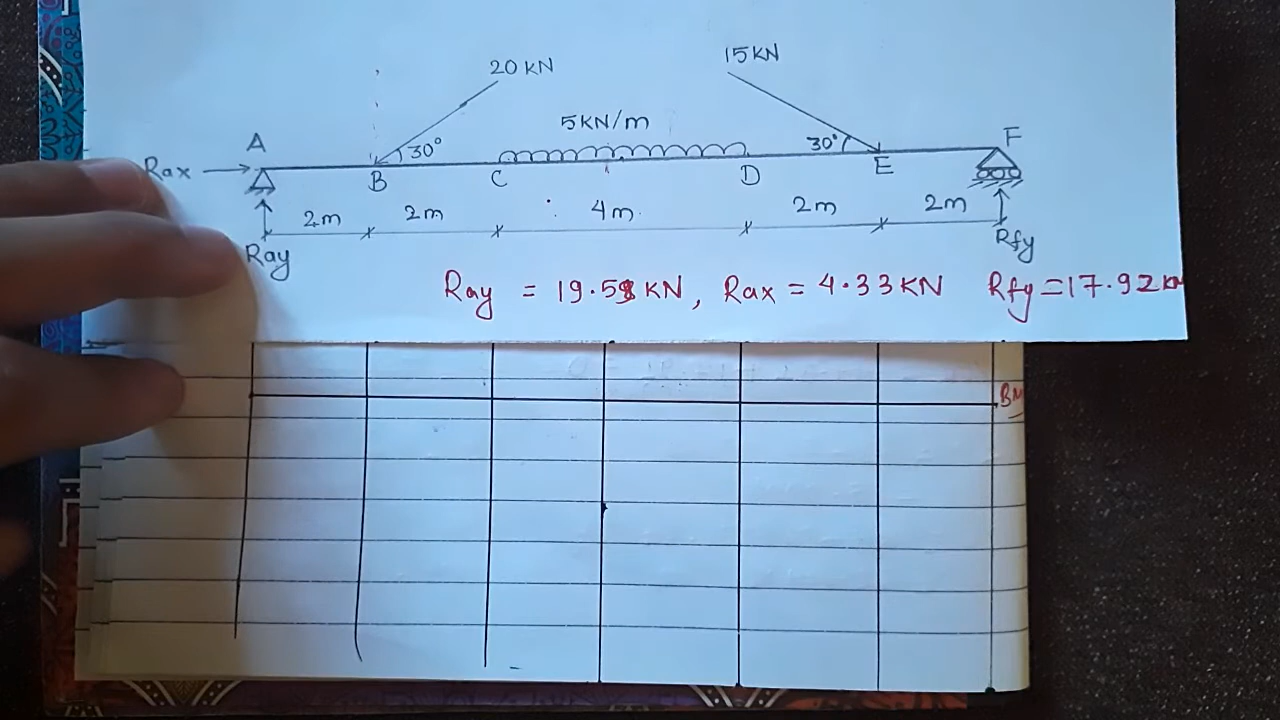 20 KN
15 KN
5KN/m
A
30°
30°
F
Rax
B
C
D
E
2m
2m
4m
2m
2m
Ray
Rfy
Ray = 19.58 KN, Rax = 4.33 KN Rfy = 17.92 KN